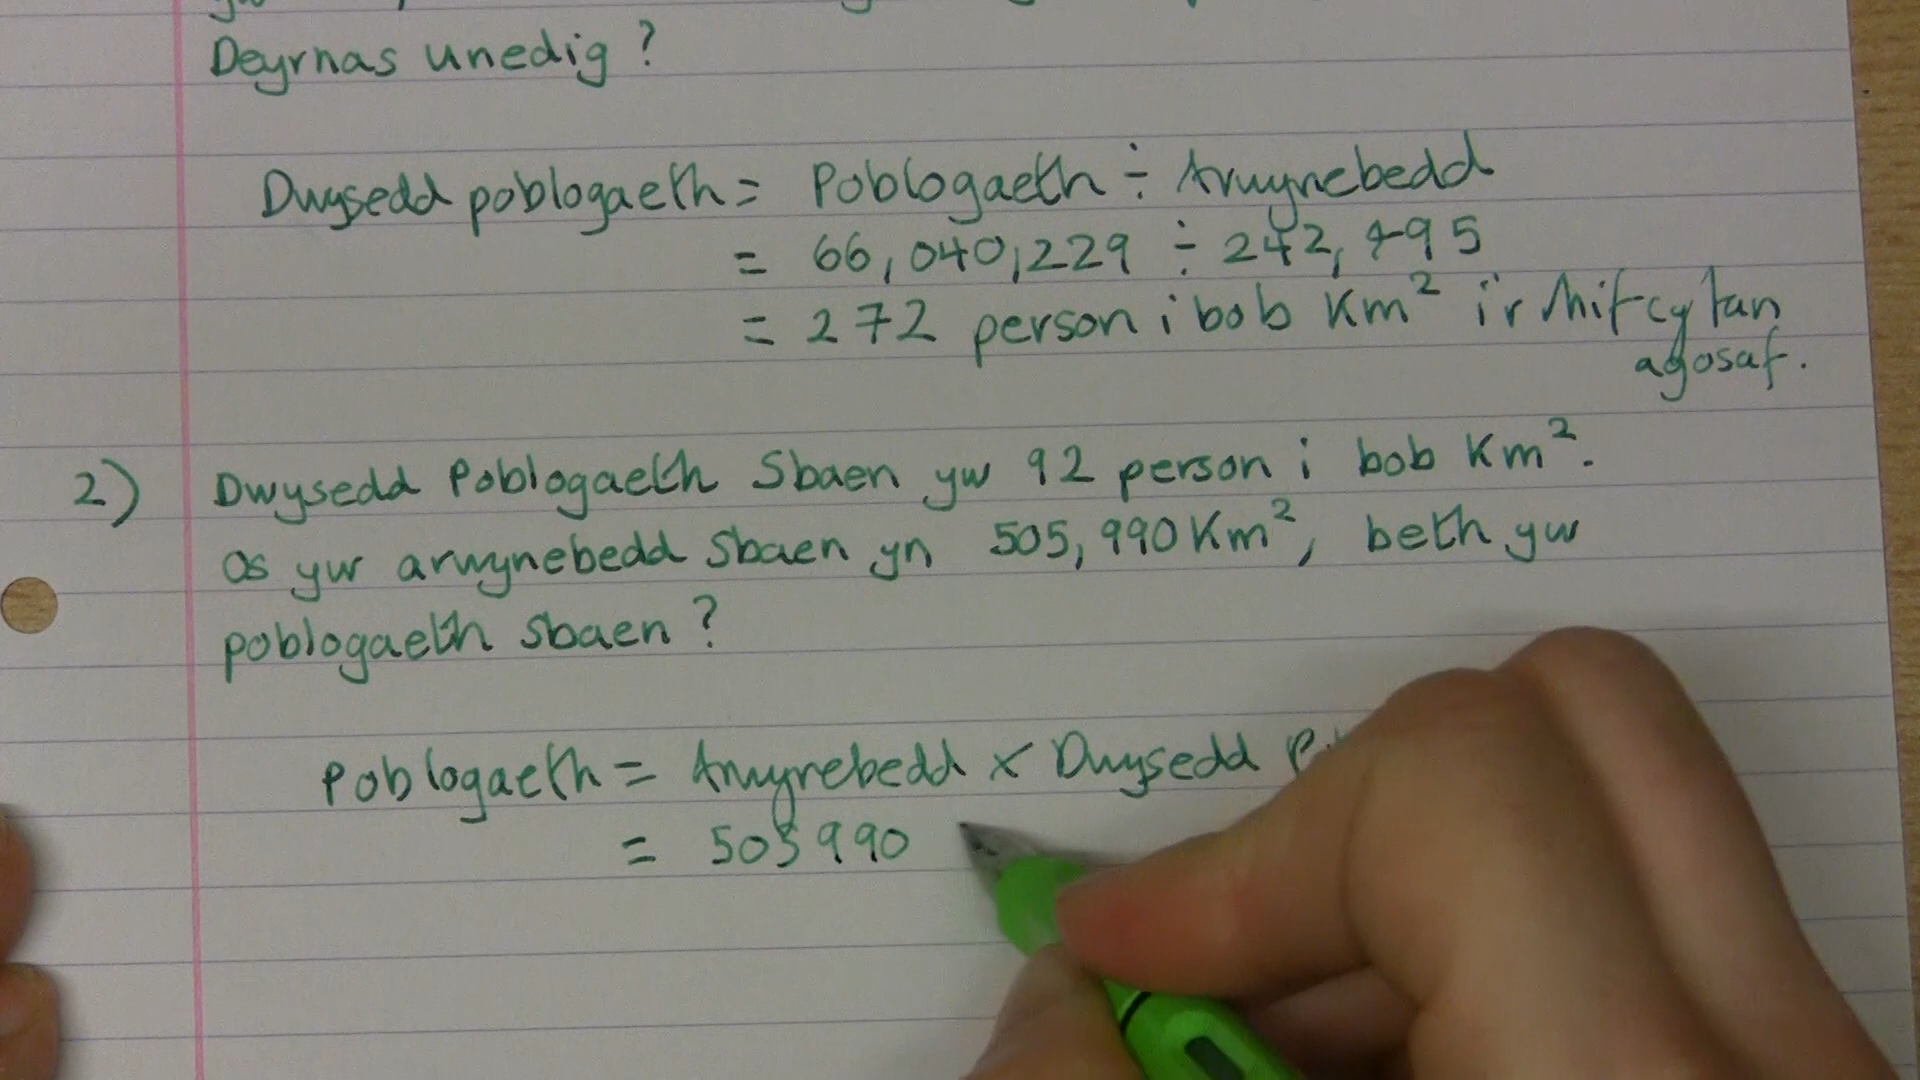 Deyrnas unedig?
Dwysedd poblogaeth = Poblogaeth ÷ Arwynebedd
= 66,040,229 ÷ 242,495
= 272 person i bob Km² i'r rhif cyfan
agosaf.
2) Dwysedd Poblogaeth Sbaen yw 92 person i bob Km².
Os yw arwynebedd Sbaen yn 505,990 Km², beth yw
poblogaeth Sbaen?
Poblogaeth = Arwynebedd × Dwysedd
= 505990